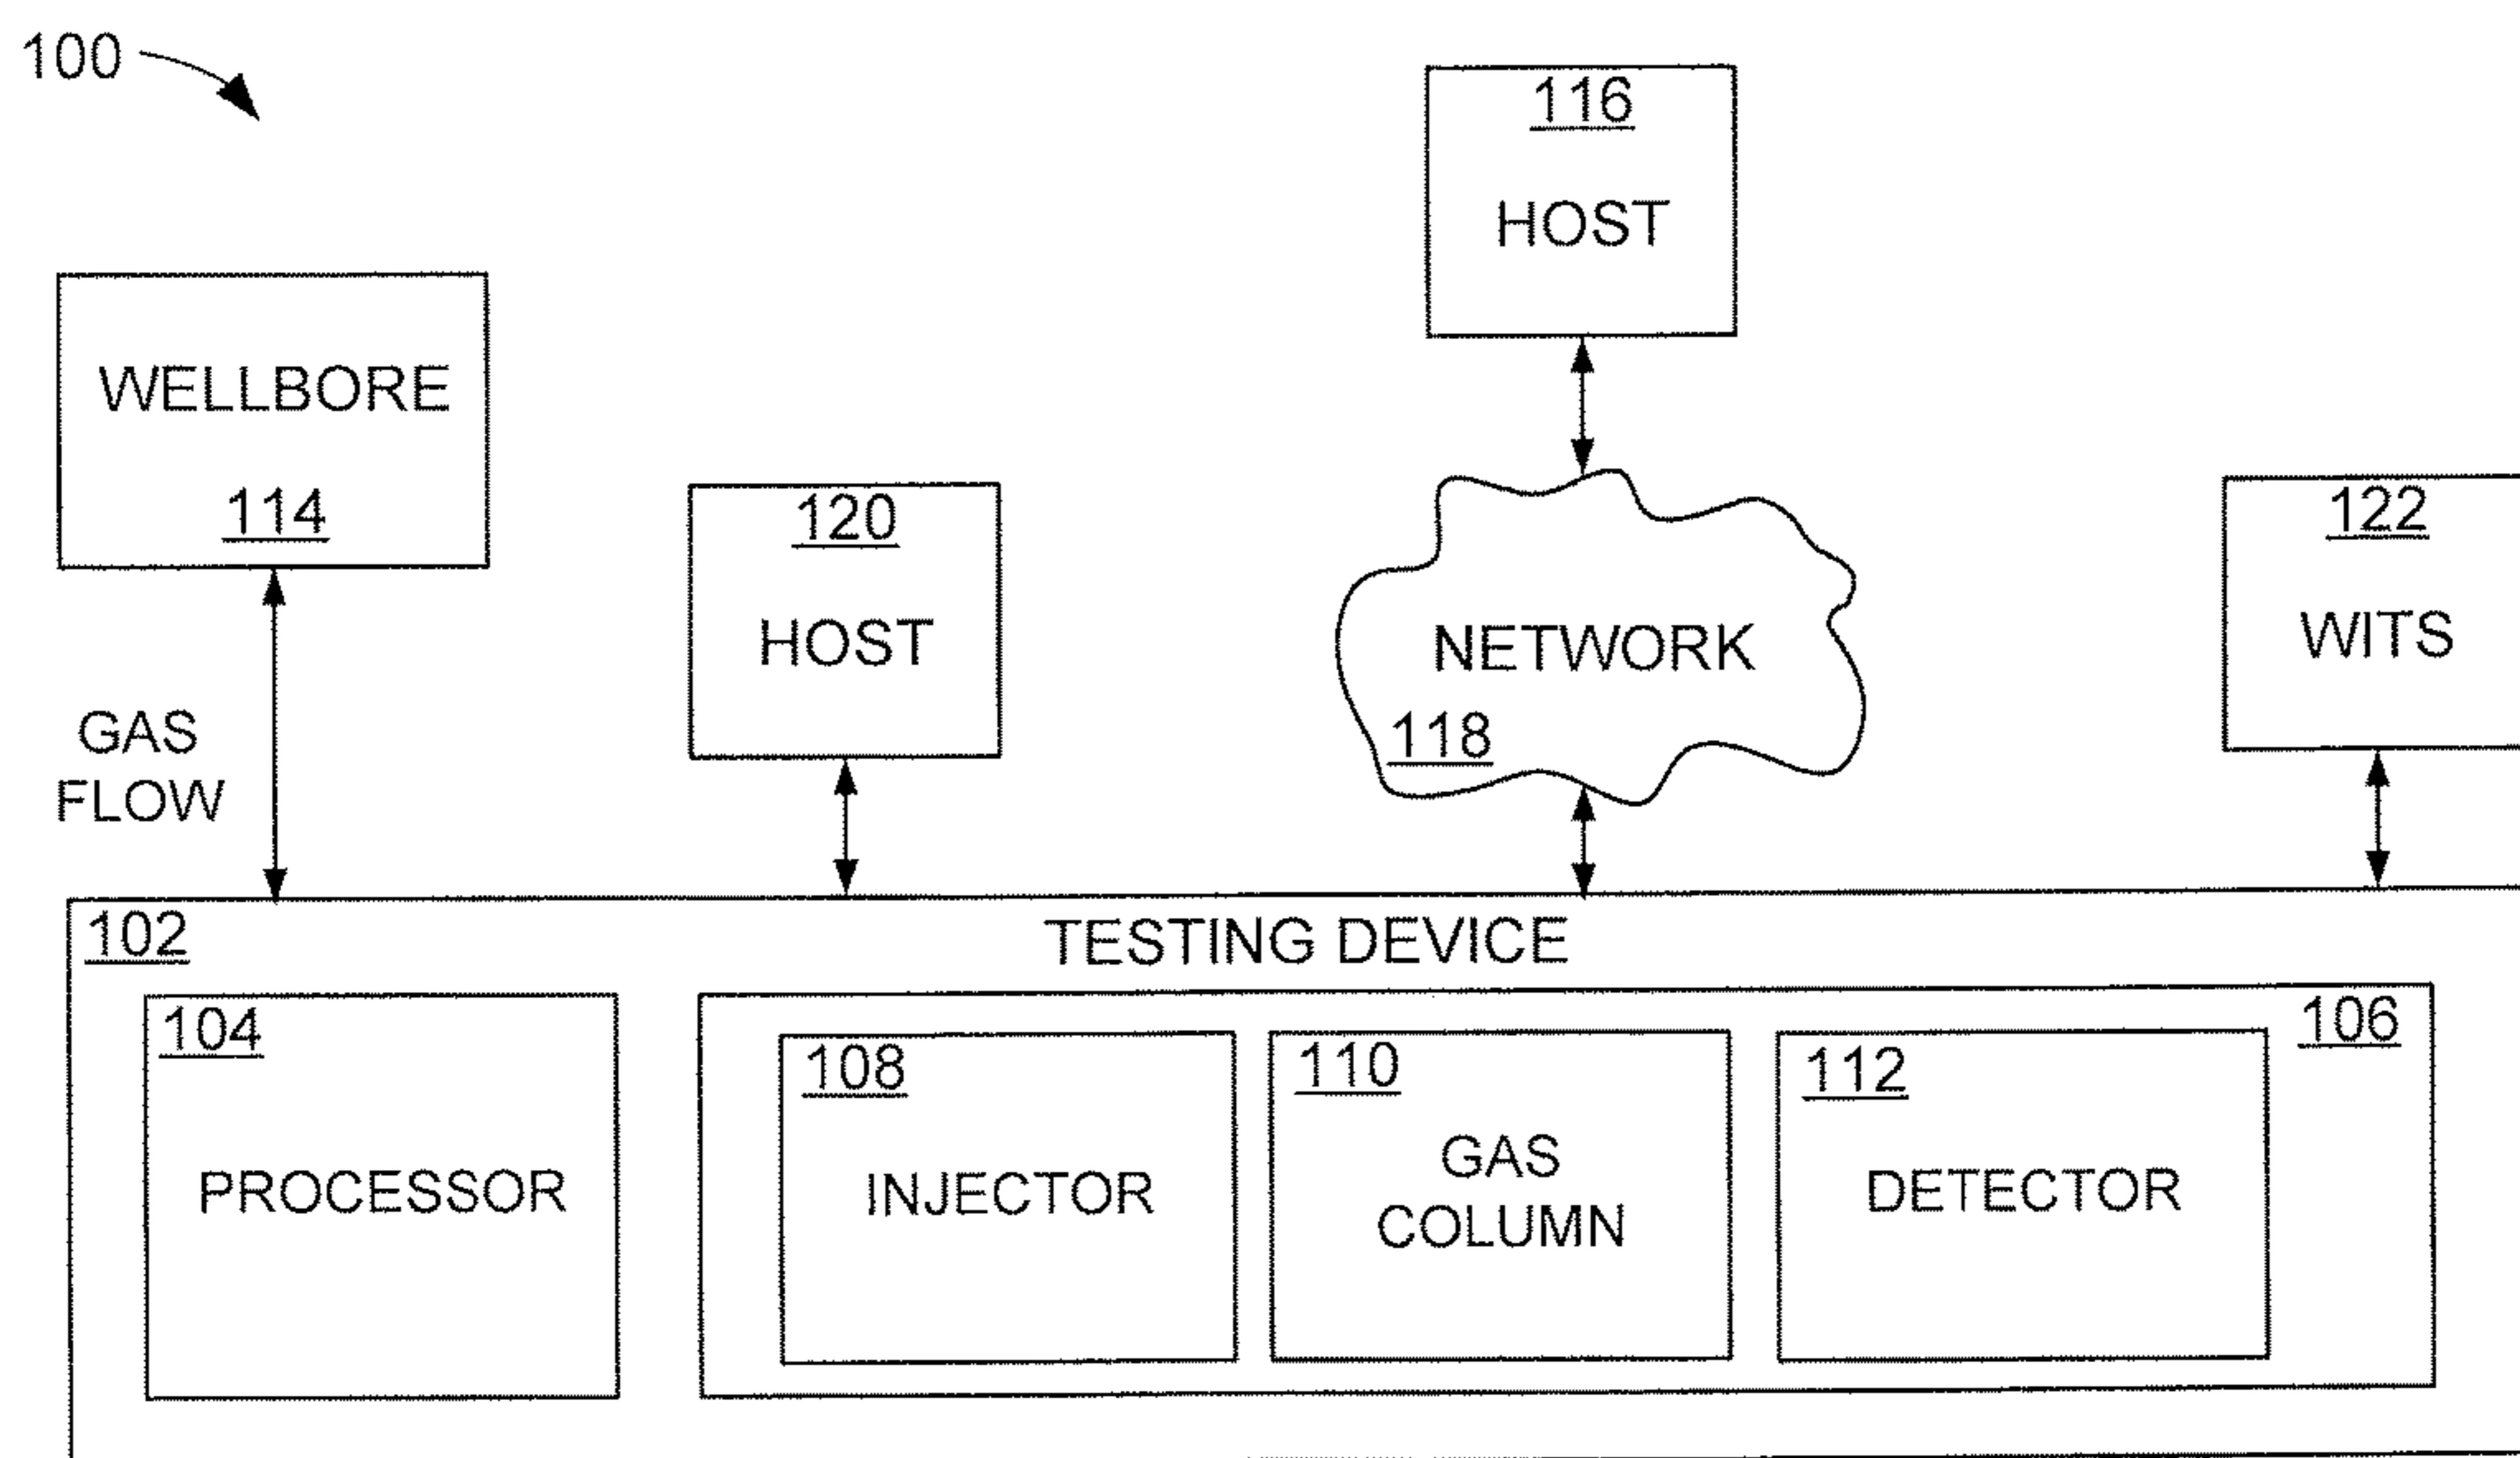 100
116
HOST
WELLBORE
114
120
HOST
NETWORK
118
122
WITS
GAS
FLOW
102
TESTING DEVICE
104
PROCESSOR
106
108
INJECTOR
110
GAS
COLUMN
112
DETECTOR